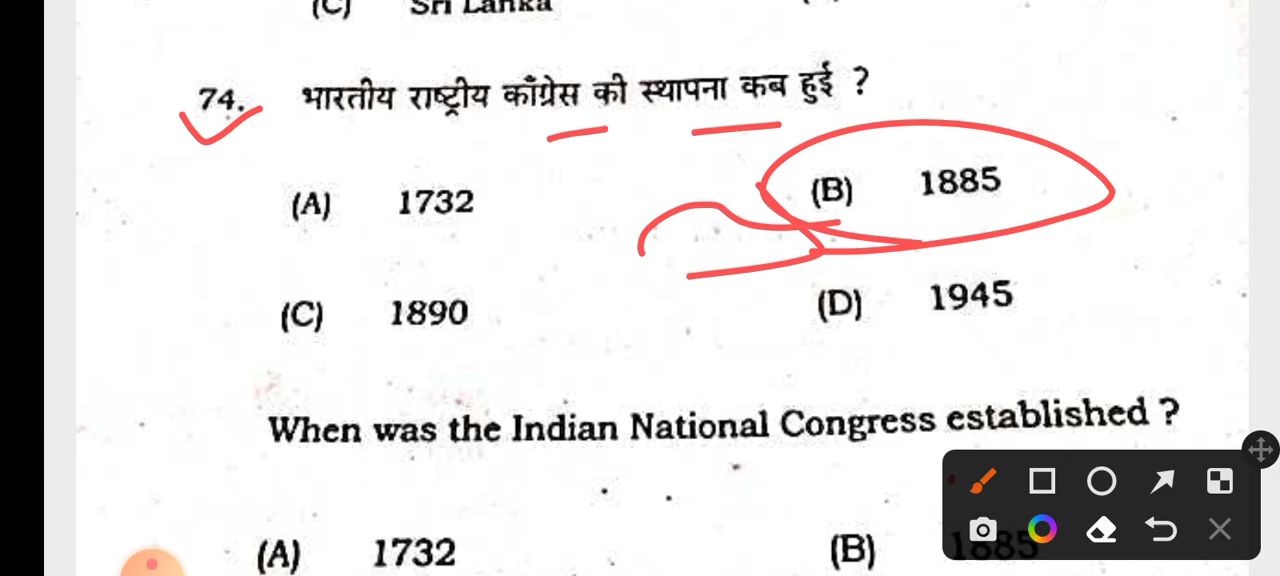 (C) Sri Lanka
74. भारतीय राष्ट्रीय काँग्रेस की स्थापना कब हुई ?
(A) 1732 (B) 1885
(C) 1890 (D) 1945
When was the Indian National Congress established ?
(A) 1732 (B) 1885